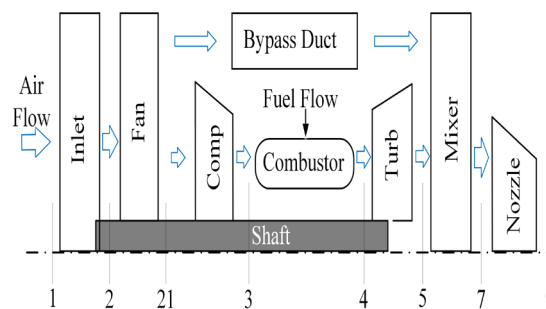 Air
Flow
Inlet
Fan
Bypass Duct
Comp
Fuel Flow
Combustor
Turb
Mixer
Nozzle
Shaft
1 2 21 3 4 5 7